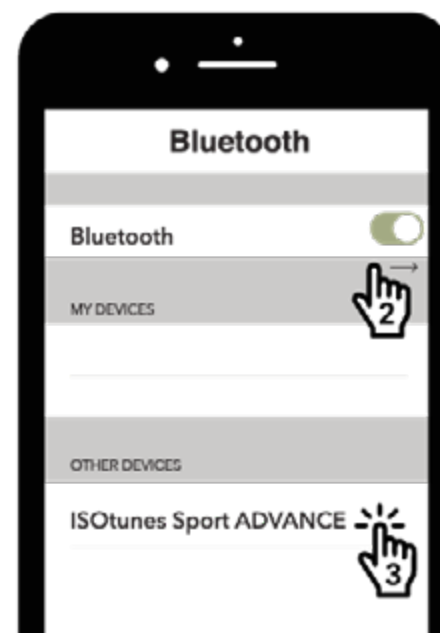 Bluetooth
Bluetooth
2
MY DEVICES
OTHER DEVICES
ISOtunes Sport ADVANCE
3